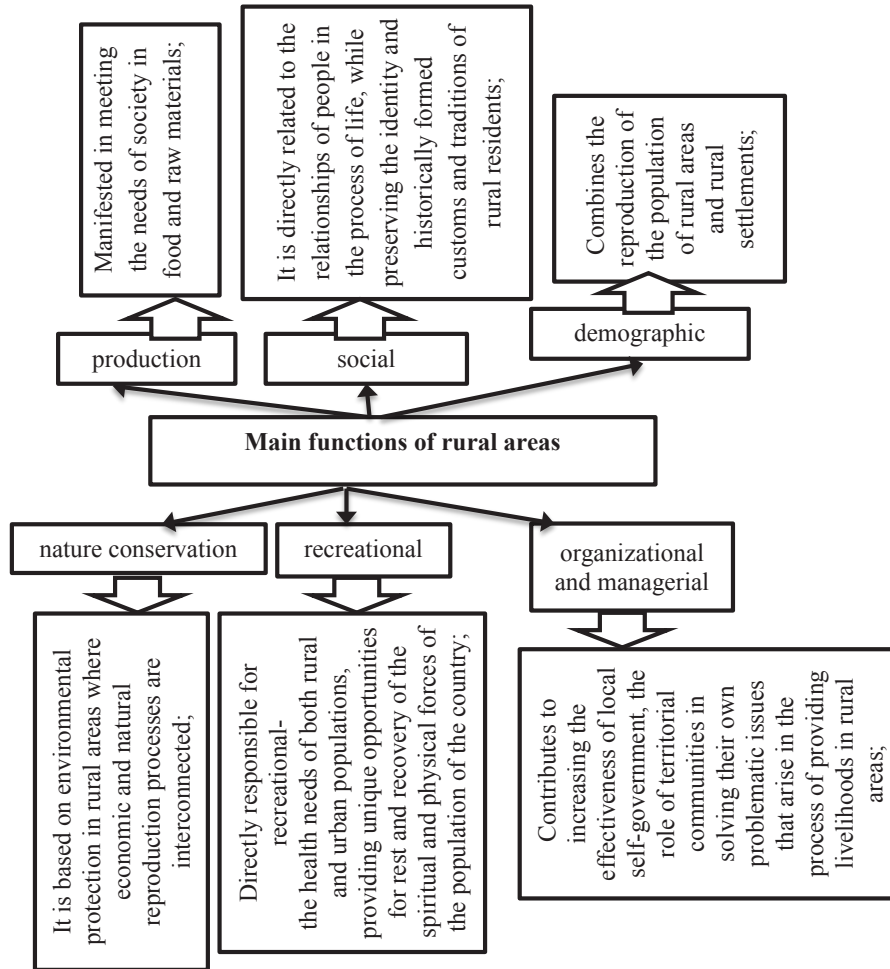 Manifested in meeting
the needs of society in
food and raw materials;
It is directly related to the
relationships of people in
the process of life, while
preserving the identity and
historically formed
customs and traditions of
rural residents;
Combines the
reproduction of
the population
of rural areas
and rural
settlements;
production
social
demographic
Main functions of rural areas
nature conservation
recreational
organizational
and managerial
It is based on environmental
protection in rural areas where
economic and natural
reproduction processes are
interconnected;
Directly responsible for
recreational-
the health needs of both rural
and urban populations,
providing unique opportunities
for rest and recovery of the
spiritual and physical forces of
the population of the country;
Contributes to
increasing the
effectiveness of local
self-government, the
role of territorial
communities in
solving their own
problematic issues
that arise in the
process of providing
livelihoods in rural
areas;